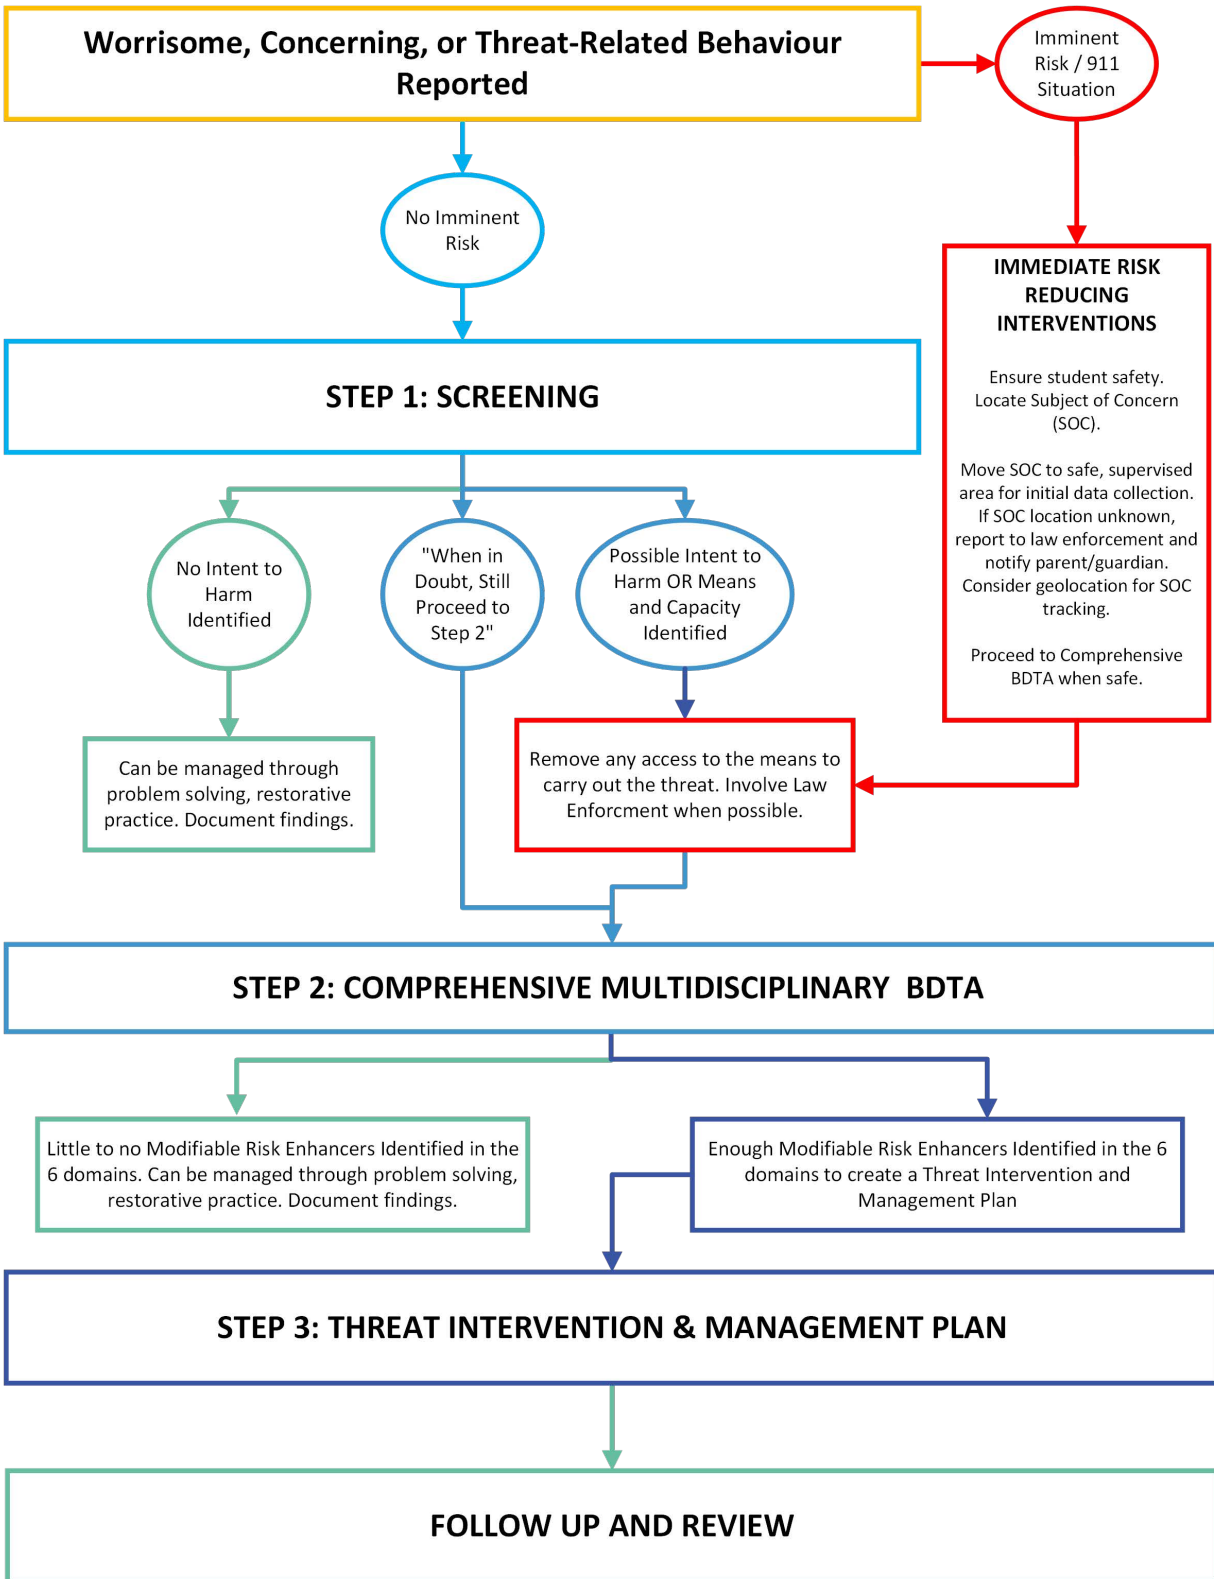 Worrisome, Concerning, or Threat-Related Behaviour
Reported
Imminent
Risk / 911
Situation
No Imminent
Risk
IMMEDIATE RISK
REDUCING
INTERVENTIONS
Ensure student safety.
Locate Subject of Concern
(SOC).
Move SOC to safe, supervised
area for initial data collection.
If SOC location unknown,
report to law enforcement and
notify parent/guardian.
Consider geolocation for SOC
tracking.
Proceed to Comprehensive
BDTA when safe.
STEP 1: SCREENING
No Intent to
Harm
Identified
"When in
Doubt, Still
Proceed to
Step 2"
Possible Intent to
Harm OR Means
and Capacity
Identified
Can be managed through
problem solving, restorative
practice. Document findings.
Remove any access to the means to
carry out the threat. Involve Law
Enforcment when possible.
STEP 2: COMPREHENSIVE MULTIDISCIPLINARY BDTA
Little to no Modifiable Risk Enhancers Identified in the
6 domains. Can be managed through problem solving,
restorative practice. Document findings.
Enough Modifiable Risk Enhancers Identified in the 6
domains to create a Threat Intervention and
Management Plan
STEP 3: THREAT INTERVENTION & MANAGEMENT PLAN
FOLLOW UP AND REVIEW